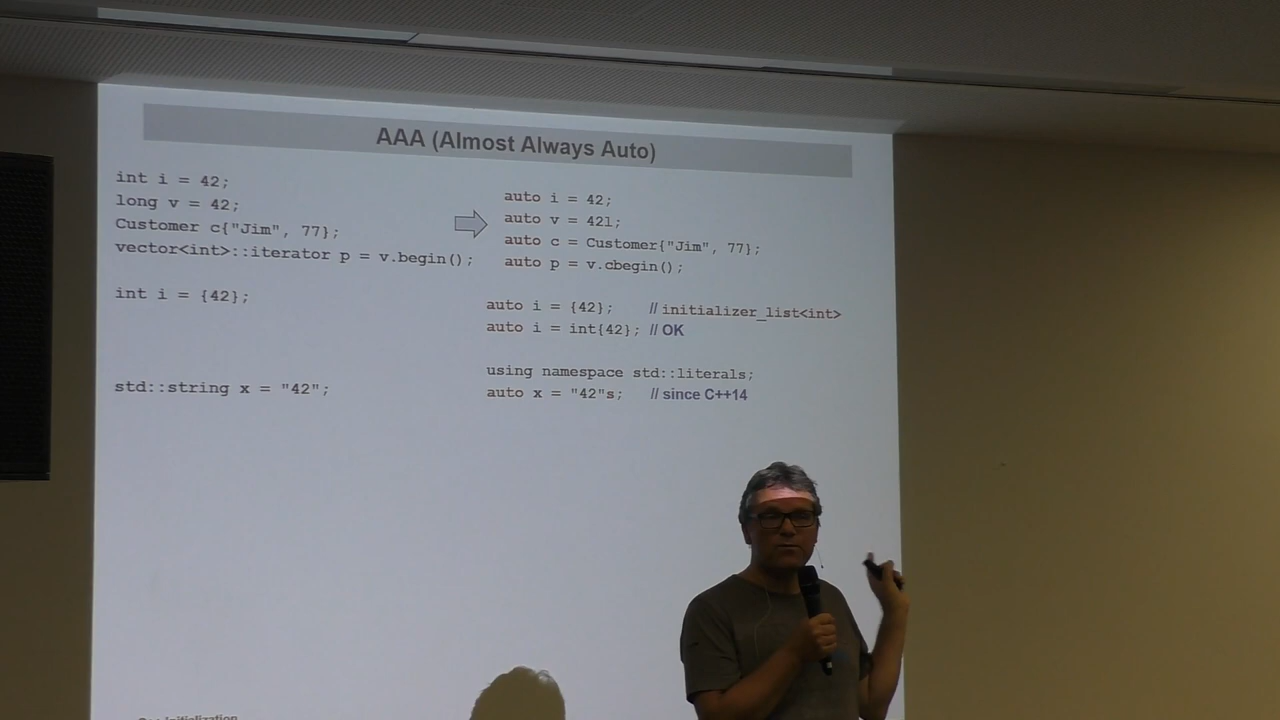 AAA (Almost Always Auto)
int i = 42;
long v = 42;
Customer c{"Jim", 77};
vector<int>::iterator p = v.begin();
auto i = 42;
auto v = 42l;
auto c = Customer{"Jim", 77};
auto p = v.cbegin();
int i = {42};
auto i = {42}; // initializer_list<int>
auto i = int{42}; // OK
std::string x = "42";
using namespace std::literals;
auto x = "42"s; // since C++14
Initialization